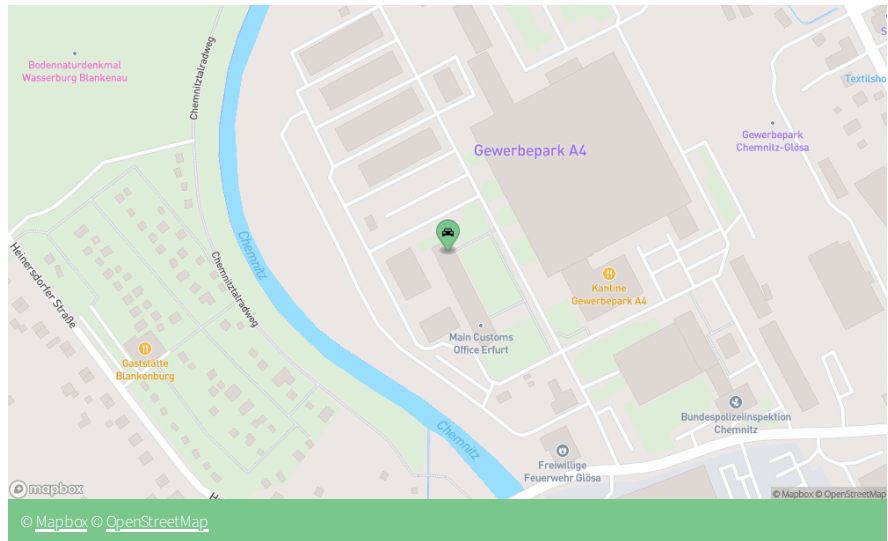 Bodennaturdenkmal
Wasserburg Blankenau
Chemnitztalradweg
Gewerbepark A4
Textilsho
Gewerbepark
Chemnitz-Glösa
Heinersdorfer Straße
Chemnitz
Chemnitztalradweg
Kantine
Gewerbepark A4
Main Customs
Office Erfurt
Gaststätte
Blankenburg
Bundespolizeiinspektion
Chemnitz
Chemnitz
Freiwillige
Feuerwehr Glösa
H
S
mapbox
© Mapbox © OpenStreetMap
© Mapbox © OpenStreetMap